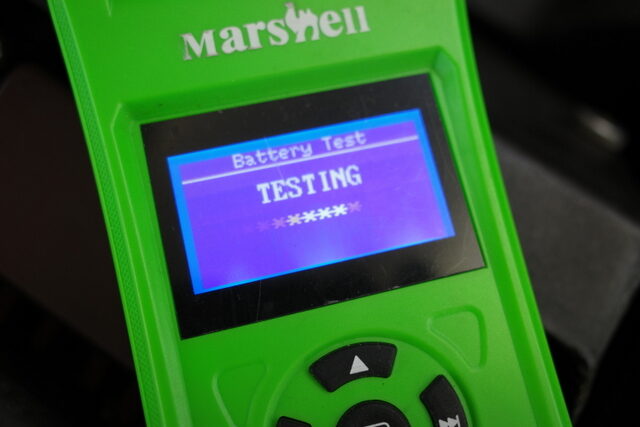 Marshell
Battery Test
TESTING
********